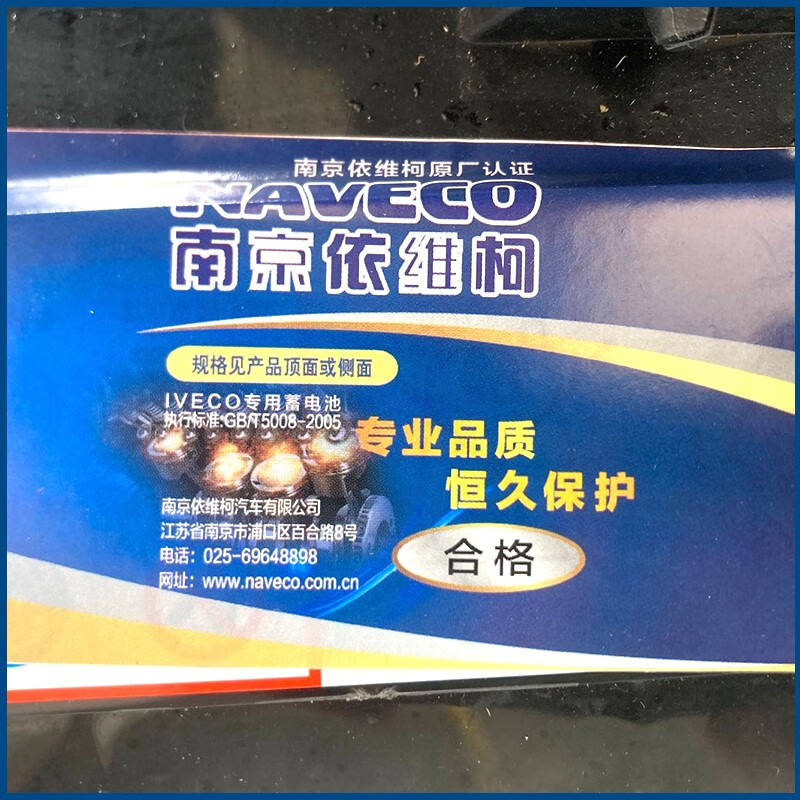 南京依维柯原厂认证
NAVECO
南京依维柯
规格见产品顶面或侧面
IVECO专用蓄电池
执行标准:GB/T5008-2005
专业品质
恒久保护
南京依维柯汽车有限公司
江苏省南京市浦口区百合路8号
电话：025-69648898
网址：www.naveco.com.cn
合格